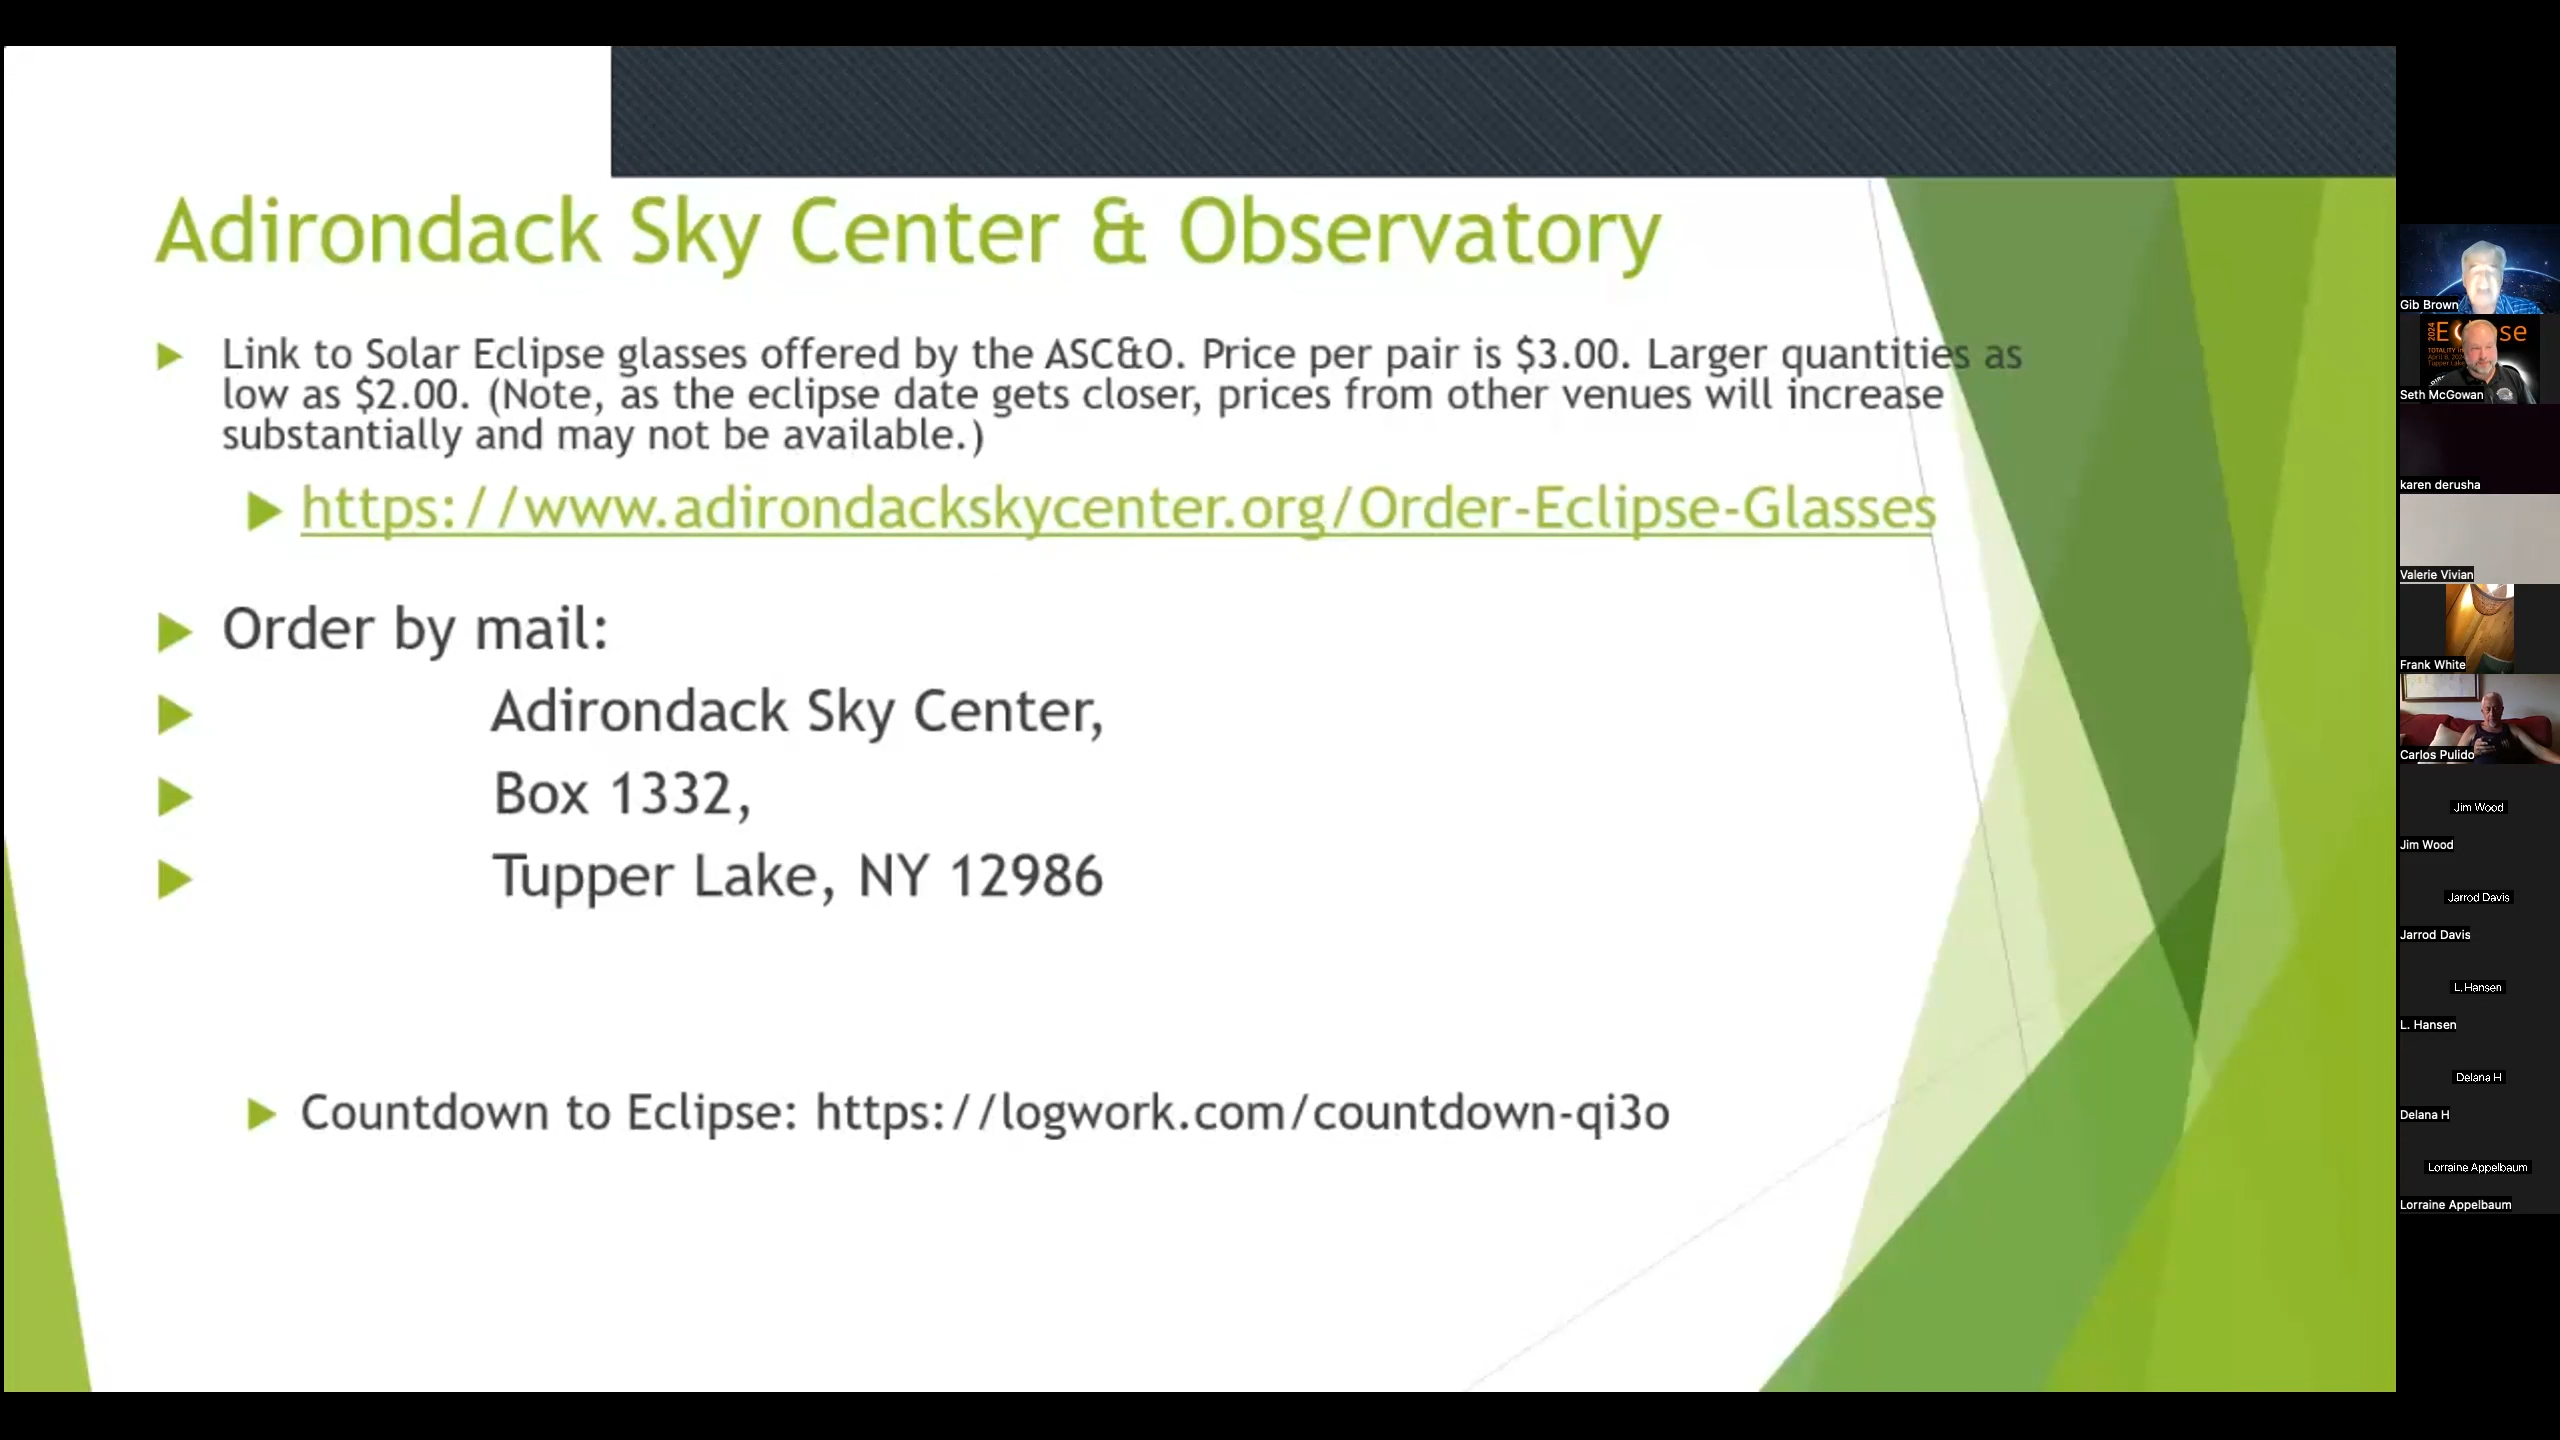 Adirondack Sky Center & Observatory
Link to Solar Eclipse glasses offered by the ASC&O. Price per pair is $3.00. Larger quantities as
low as $2.00. (Note, as the eclipse date gets closer, prices from other venues will increase
substantially and may not be available.)
https://www.adirondackskycenter.org/Order-Eclipse-Glasses
Order by mail:
Adirondack Sky Center,
Box 1332,
Tupper Lake, NY 12986
Countdown to Eclipse: https://logwork.com/countdown-qi3o
Gib Brown
2024
Seth McGowan
karen derusha
Valerie Vivian
Frank White
Carlos Pulido
Jim Wood
Jim Wood
Jarrod Davis
Jarrod Davis
L. Hansen
L. Hansen
Delana H
Delana H
Lorraine Appelbaum
Lorraine Appelbaum